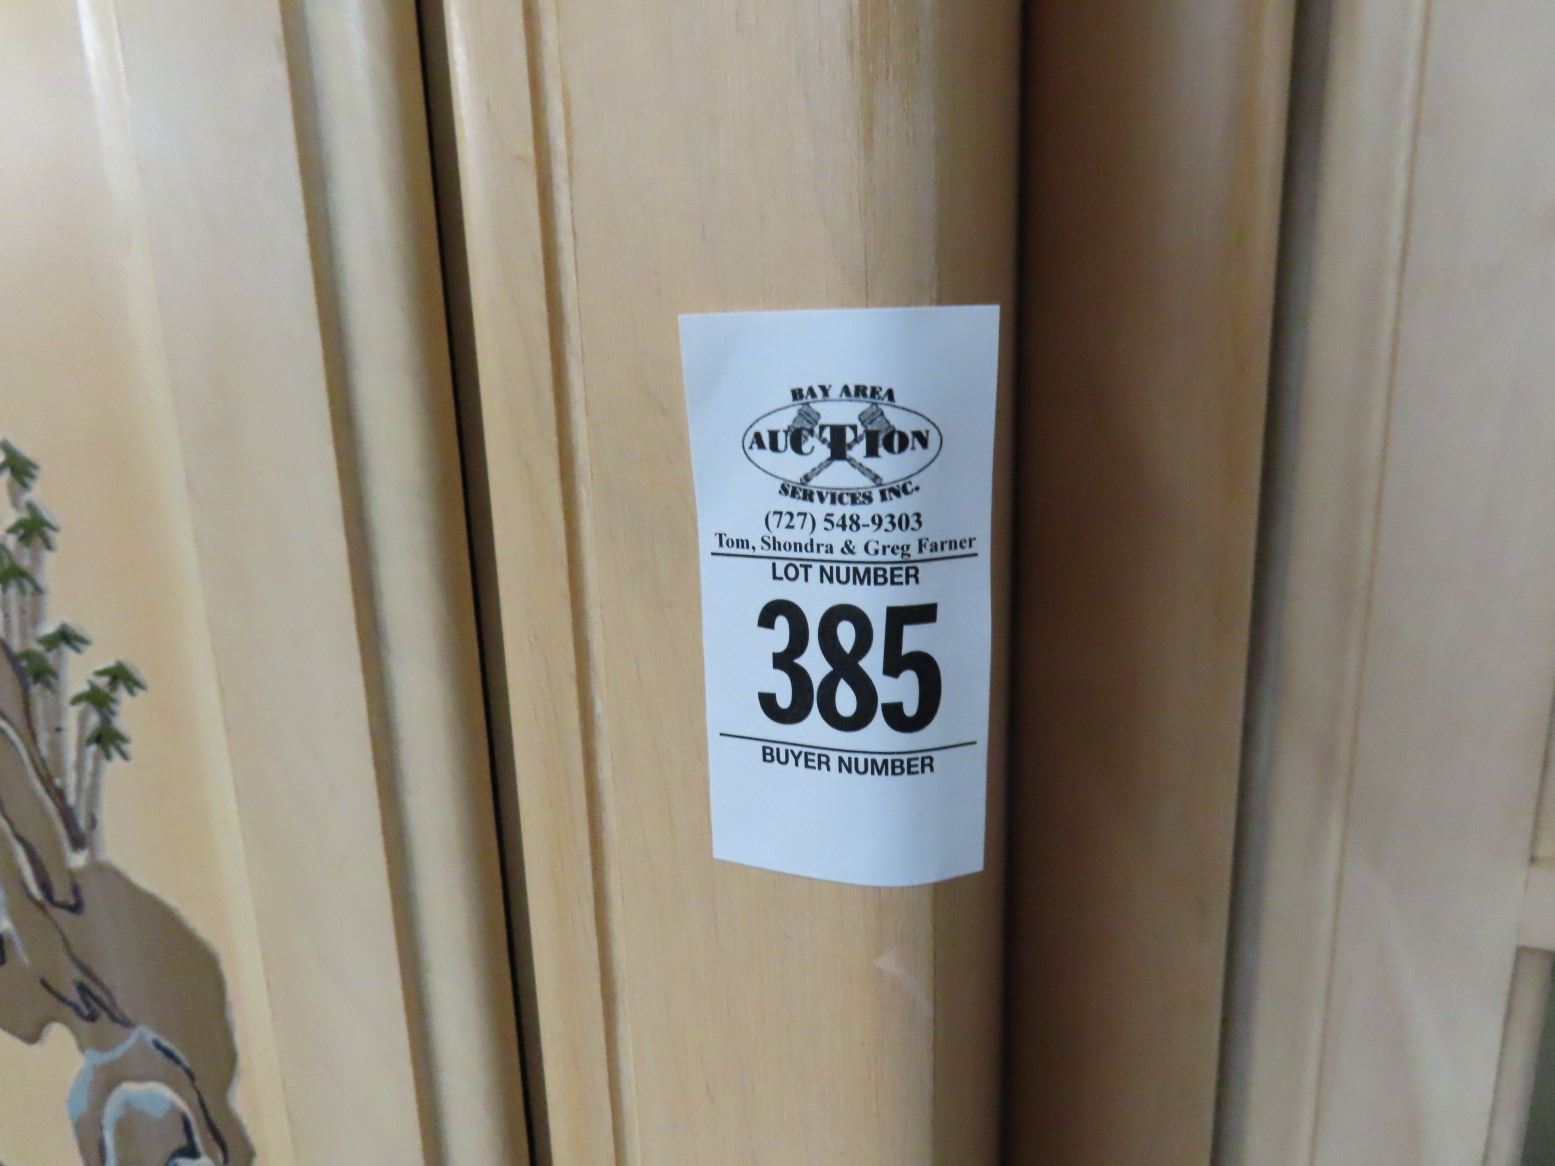 BAY AREA
AUCTION
SERVICES INC.
(727) 548-9303
Tom, Shondra & Greg Farner
LOT NUMBER
385
BUYER NUMBER